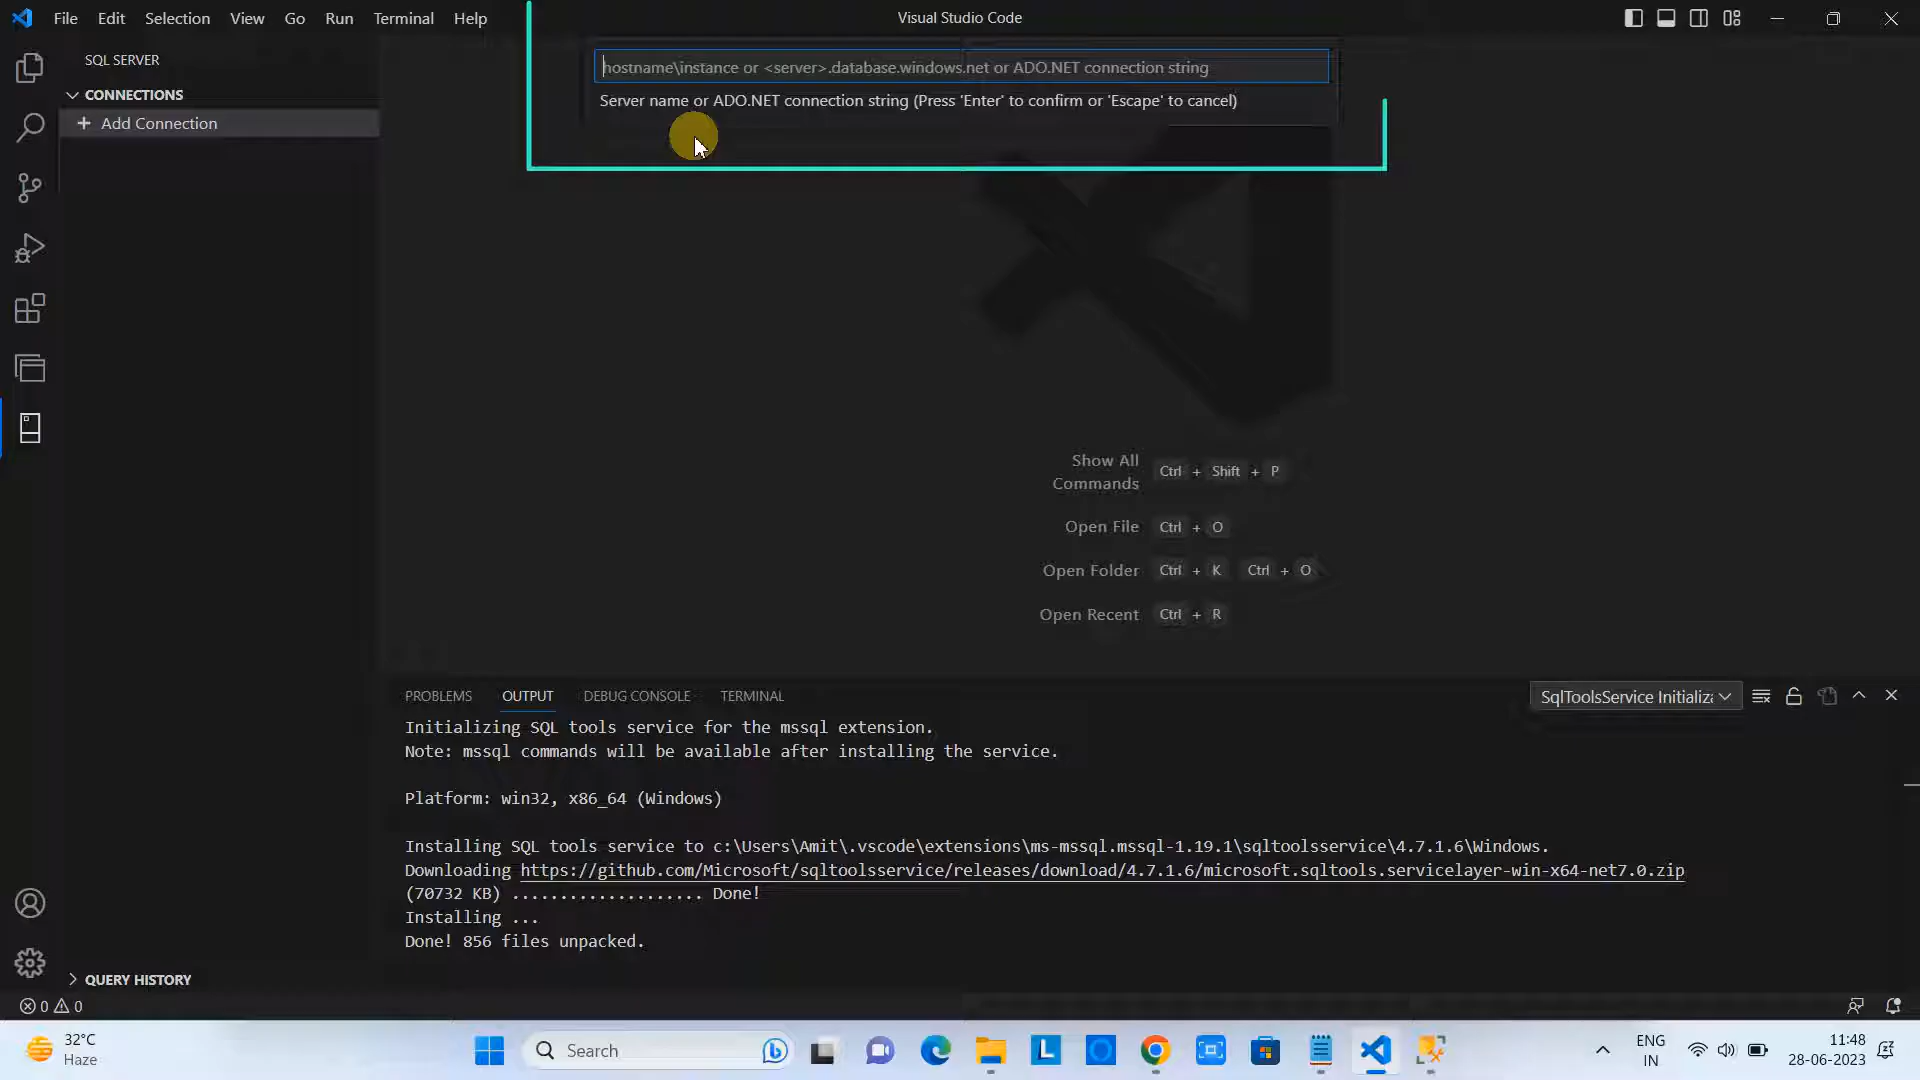 File Edit Selection View Go Run Terminal Help
Visual Studio Code
SQL SERVER
CONNECTIONS
+ Add Connection
hostname\instance or <server>.database.windows.net or ADO.NET connection string
Server name or ADO.NET connection string (Press 'Enter' to confirm or 'Escape' to cancel)
Show All Commands Ctrl + Shift + P
Open File Ctrl + O
Open Folder Ctrl + K Ctrl + O
Open Recent Ctrl + R
PROBLEMS OUTPUT DEBUG CONSOLE TERMINAL
SqlToolsService Initializ
Initializing SQL tools service for the mssql extension.
Note: mssql commands will be available after installing the service.
Platform: win32, x86_64 (Windows)
Installing SQL tools service to c:\Users\Amit\.vscode\extensions\ms-mssql.mssql-1.19.1\sqltoolsservice\4.7.1.6\Windows.
Downloading https://github.com/Microsoft/sqltoolsservice/releases/download/4.7.1.6/microsoft.sqltools.servicelayer-win-x64-net7.0.zip
(70732 KB) .................... Done!
Installing ...
Done! 856 files unpacked.
QUERY HISTORY
0 0
32°C
Haze
Search
ENG
IN
11:48
28-06-2023